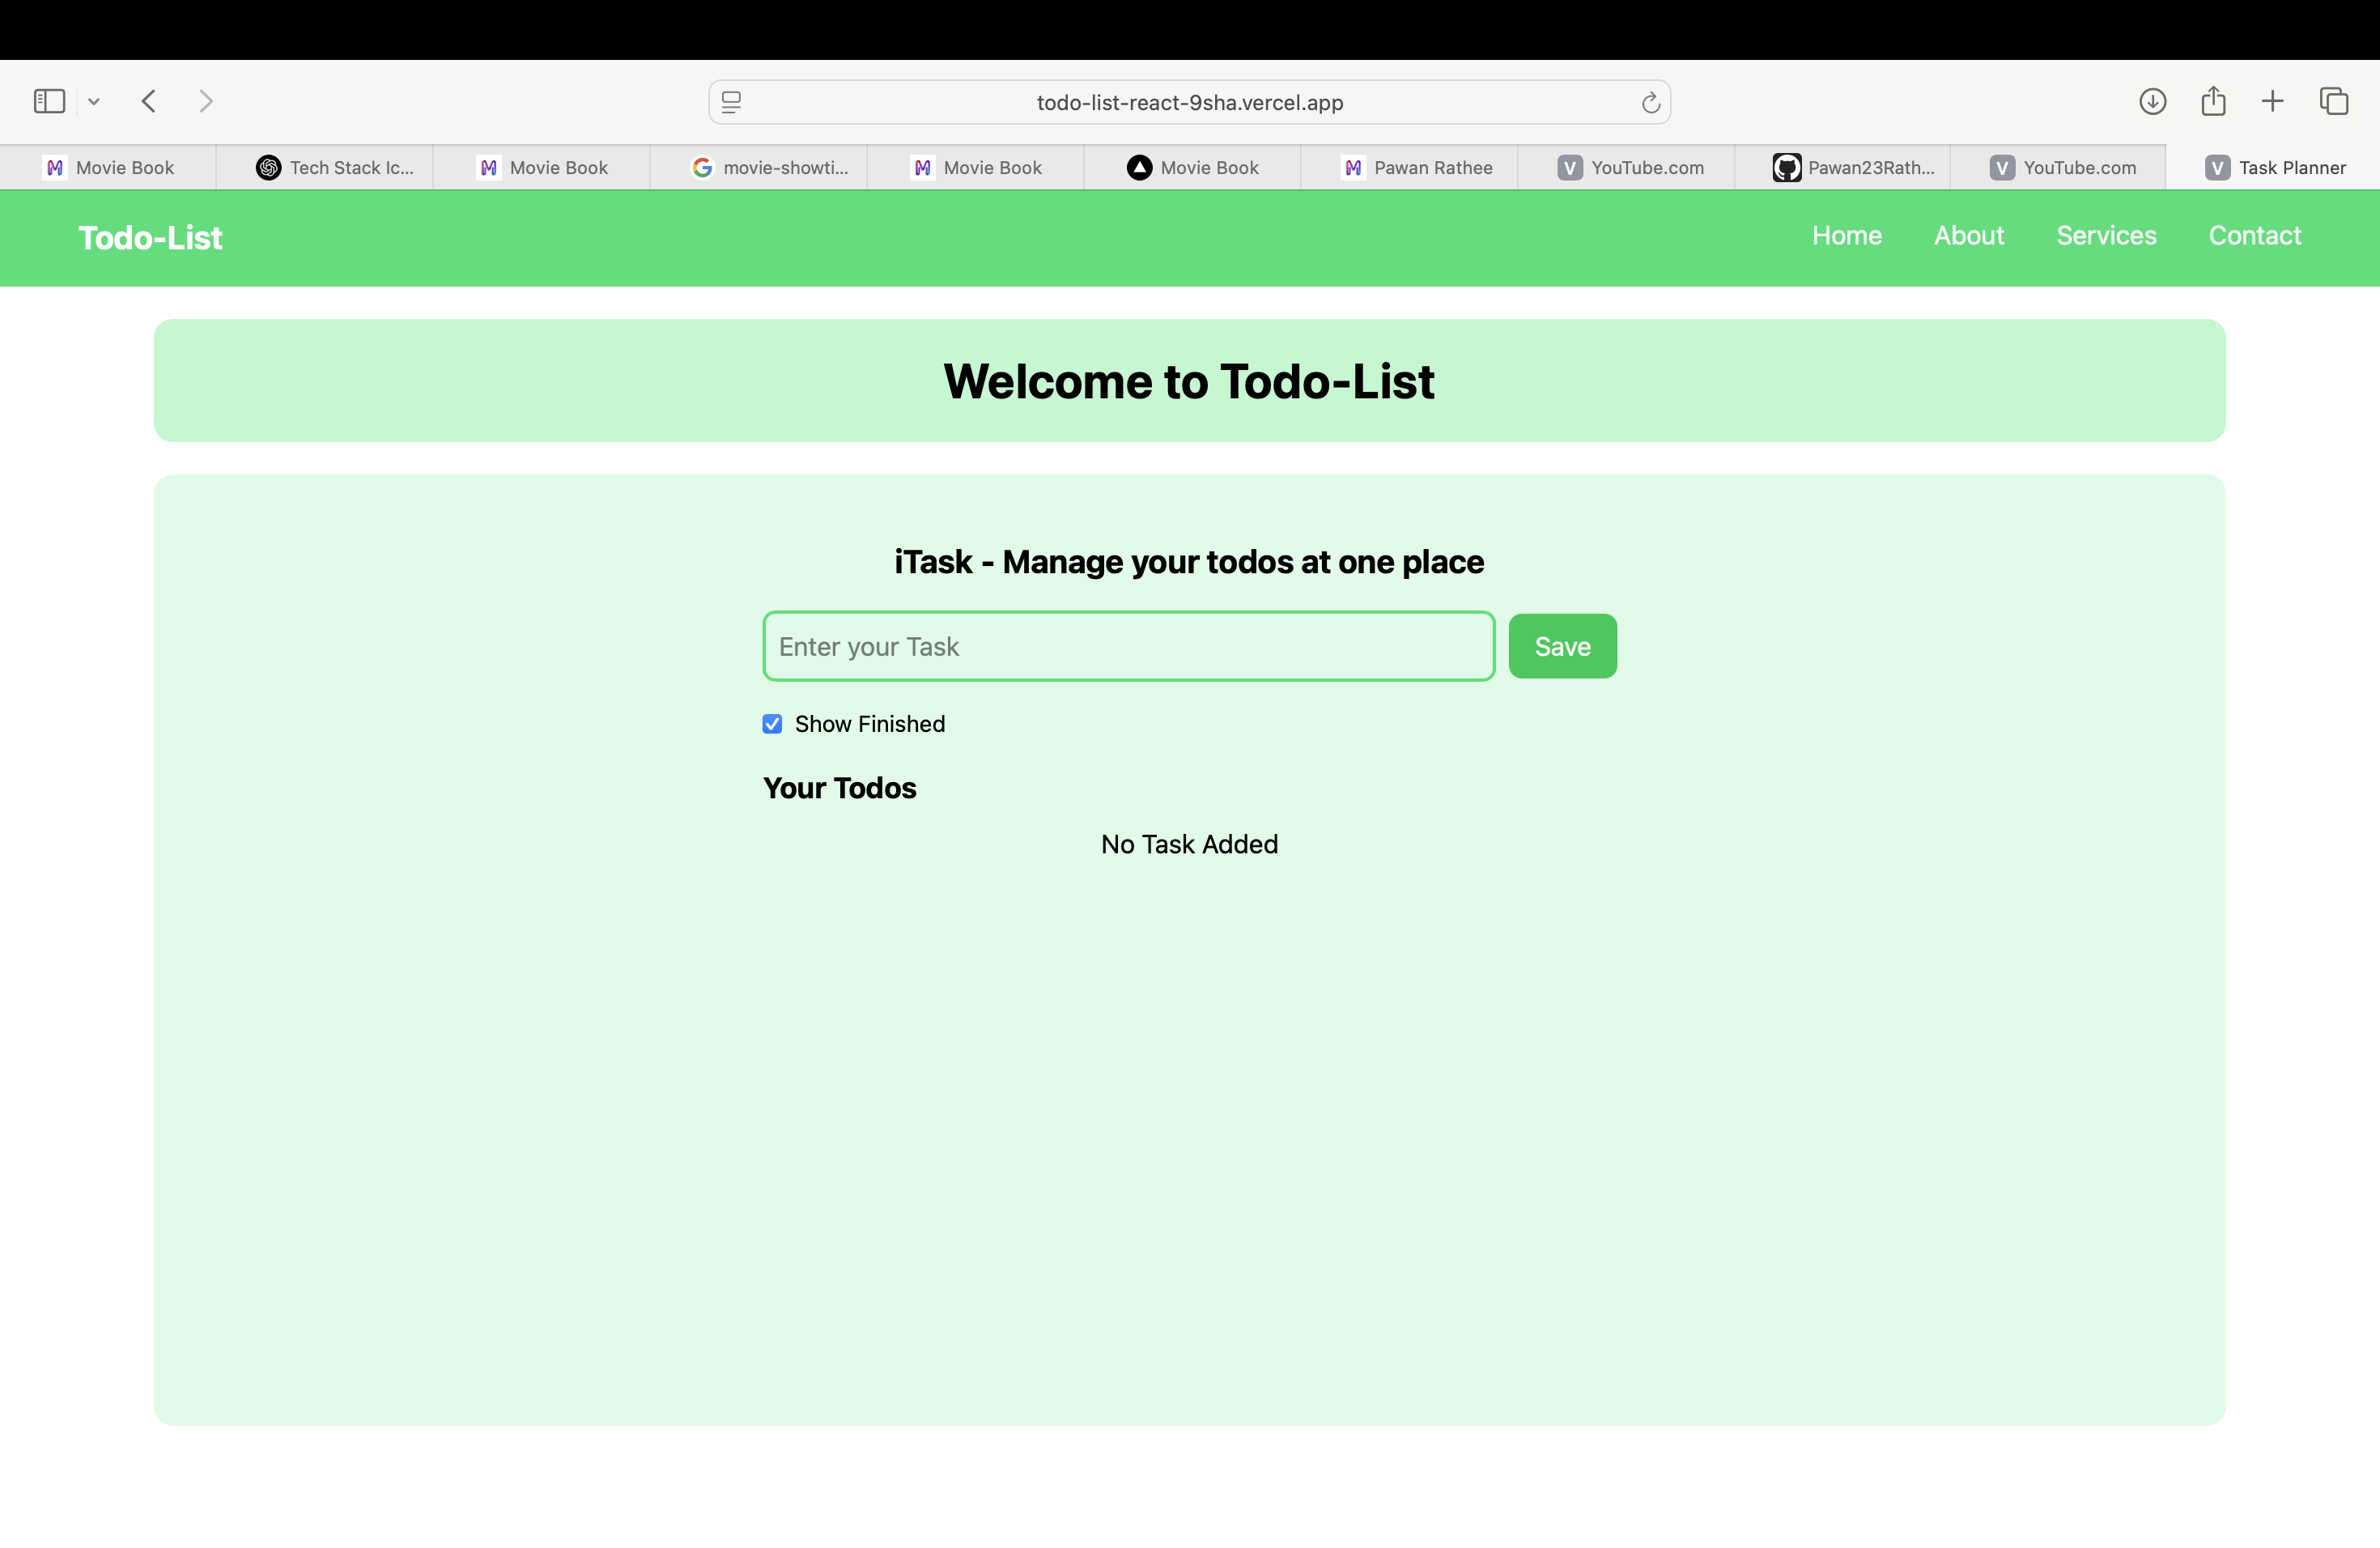 todo-list-react-9sha.vercel.app
Movie Book
Tech Stack Ic...
Movie Book
movie-showti...
Movie Book
Movie Book
Pawan Rathee
V YouTube.com
Pawan23Rath...
V YouTube.com
V Task Planner
Todo-List
Home
About
Services
Contact
Welcome to Todo-List
iTask - Manage your todos at one place
Enter your Task
Save
Show Finished
Your Todos
No Task Added